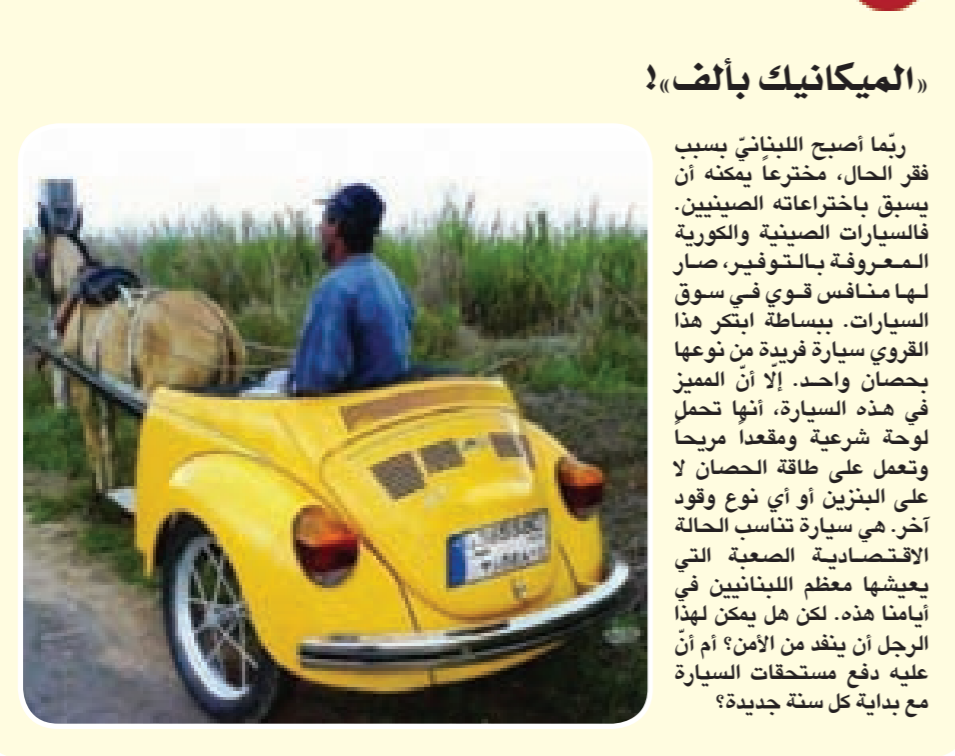 «الميكانيك بألف»!
ربّما أصبح اللبنانيّ بسبب
فقر الحال، مخترعاً يمكنه أن
يسبق باختراعاته الصينيين.
فالسيارات الصينية والكورية
المعروفة بالتوفير، صار
لها منافس قوي في سوق
السيارات. ببساطة ابتكر هذا
القروي سيارة فريدة من نوعها
بحصان واحد. إلّا أنّ المميز
في هذه السيارة، أنها تحمل
لوحة شرعية ومقعداً مريحاً
وتعمل على طاقة الحصان لا
على البنزين أو أي نوع وقود
آخر. هي سيارة تناسب الحالة
الاقتصادية الصعبة التي
يعيشها معظم اللبنانيين في
أيامنا هذه. لكن هل يمكن لهذا
الرجل أن ينفد من الأمن؟ أم أنّ
عليه دفع مستحقات السيارة
مع بداية كل سنة جديدة؟